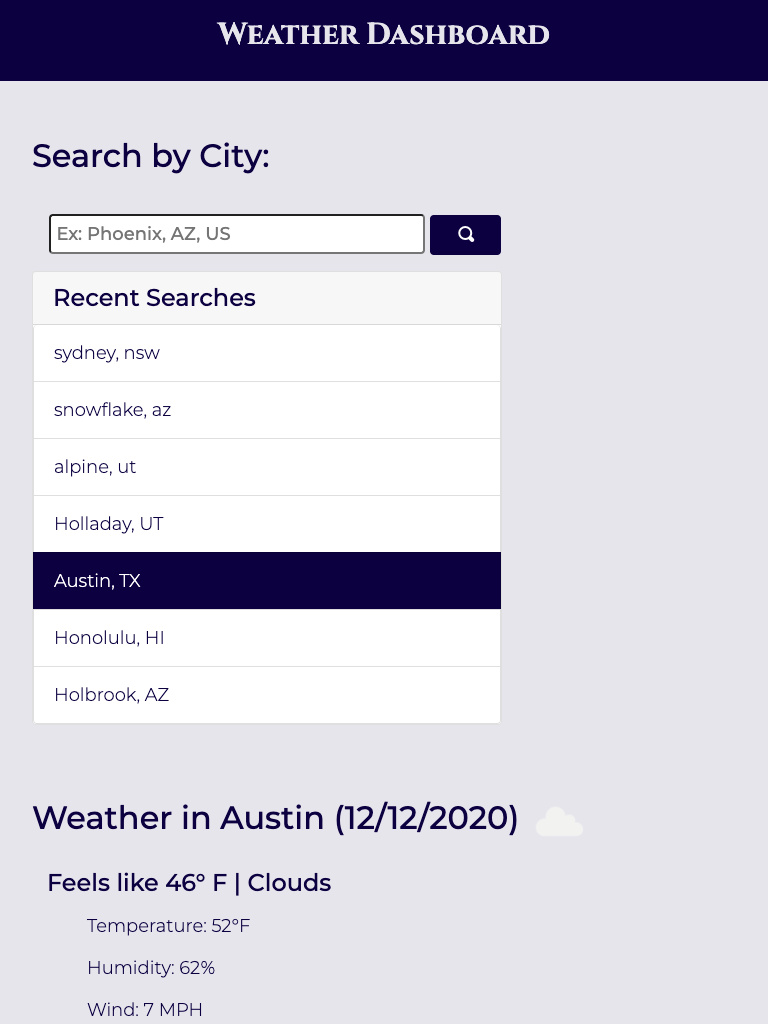 Weather Dashboard
Search by City:
Ex: Phoenix, AZ, US
Recent Searches
sydney, nsw
snowflake, az
alpine, ut
Holladay, UT
Austin, TX
Honolulu, HI
Holbrook, AZ
Weather in Austin (12/12/2020)
Feels like 46° F | Clouds
Temperature: 52°F
Humidity: 62%
Wind: 7 MPH